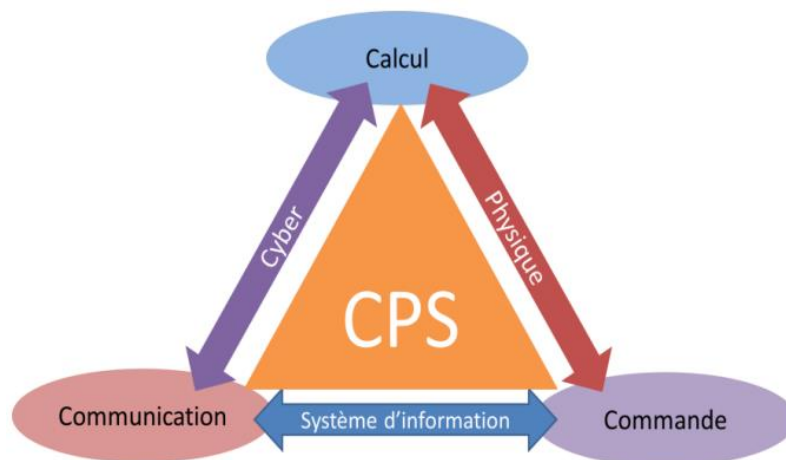 Calcul
Cyber
Physique
CPS
Communication
Système d'information
Commande